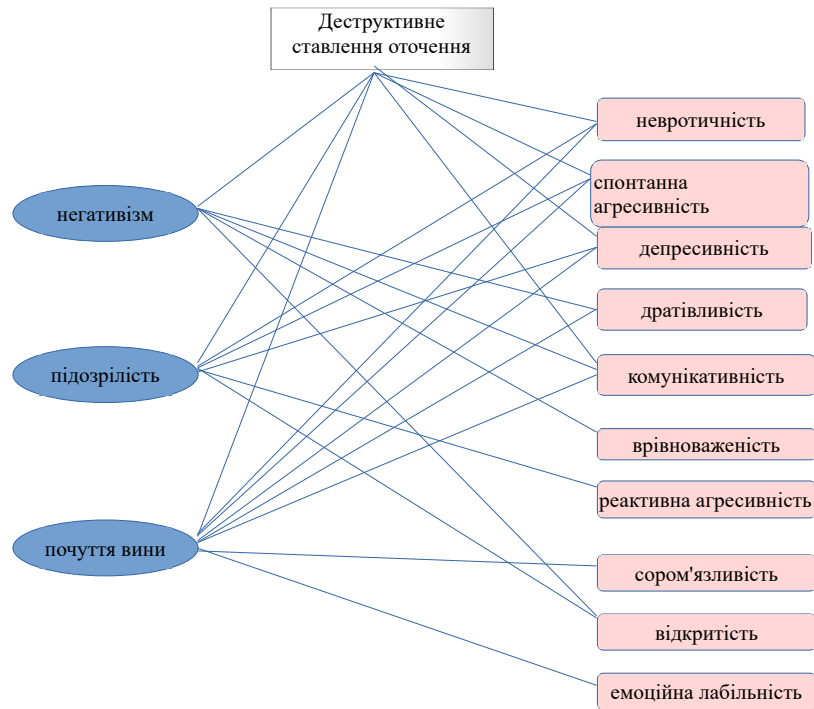 Деструктивне
ставлення оточення
невротичність
спонтанна
агресивність
негативізм
депресивність
дратівливість
підозрілість
комунікативність
врівноваженість
реактивна агресивність
почуття вини
сором'язливість
відкритість
емоційна лабільність